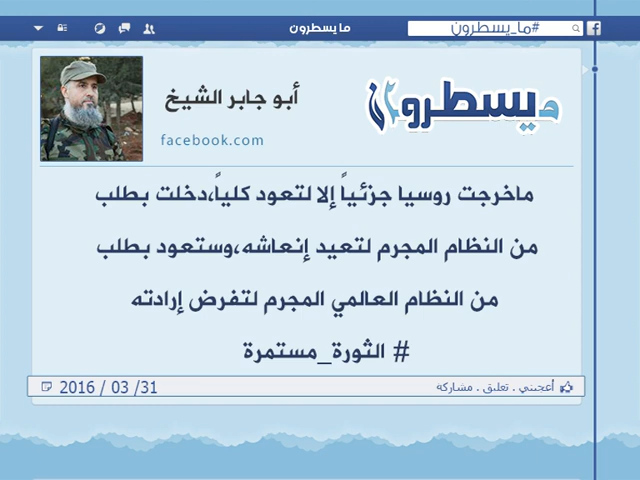 ما يسطرون
#ما_يسطرون
ما يسطرون
أبو جابر الشيخ
facebook.com
ماخرجت روسيا جزئياً إلا لتعود كلياً،دخلت بطلب
من النظام المجرم لتعيد إنعاشه،وستعود بطلب
من النظام العالمي المجرم لتفرض إرادته
# الثورة_مستمرة
أعجبني . تعليق . مشاركة
2016 / 03 /31